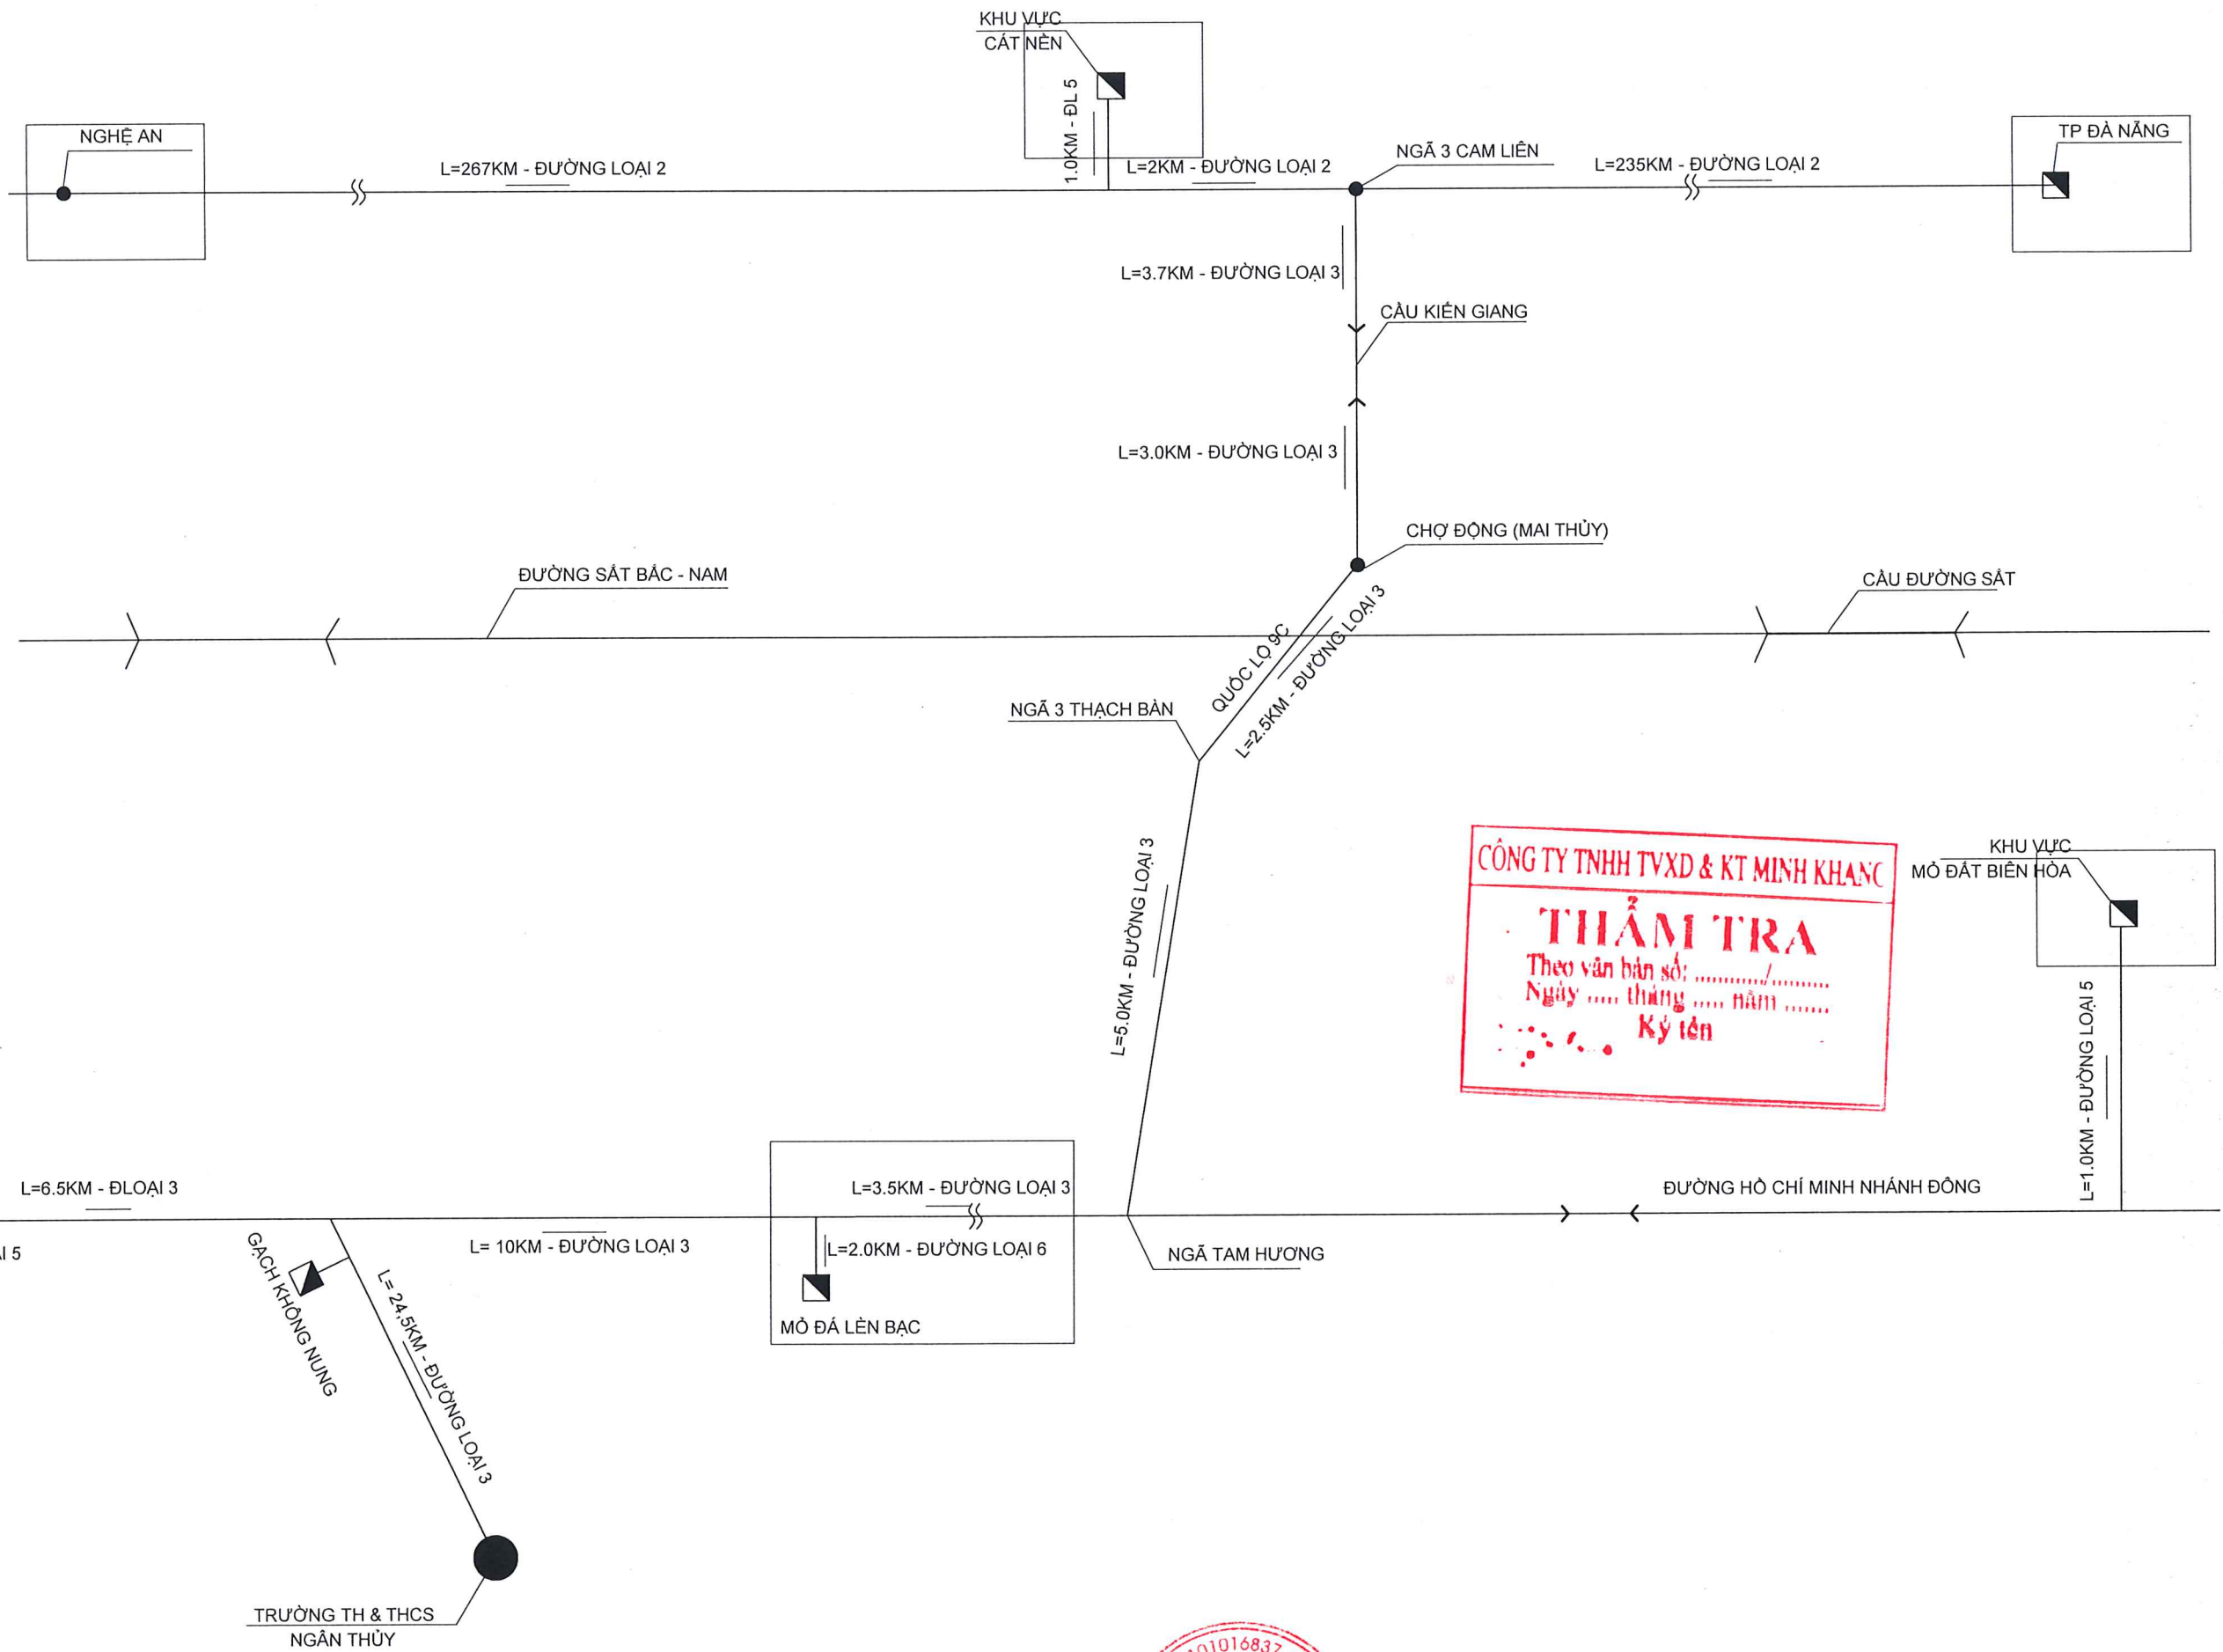 KHU VỰC
CÁT NỀN
NGHỆ AN
1.0KM - ĐL 5
TP ĐÀ NẴNG
L=267KM - ĐƯỜNG LOẠI 2
L=2KM - ĐƯỜNG LOẠI 2
NGÃ 3 CAM LIÊN
L=235KM - ĐƯỜNG LOẠI 2
L=3.7KM - ĐƯỜNG LOẠI 3
CẦU KIẾN GIANG
L=3.0KM - ĐƯỜNG LOẠI 3
CHỢ ĐỘNG (MAI THỦY)
ĐƯỜNG SẮT BẮC - NAM
CẦU ĐƯỜNG SẮT
QUỐC LỘ 9C
L=2.5KM - ĐƯỜNG LOẠI 3
NGÃ 3 THẠCH BÀN
L=5.0KM - ĐƯỜNG LOẠI 3
CÔNG TY TNHH TVXD & KT MINH KHANG
THẨM TRA
Theo văn bản số: ........../..........
Ngày ..... tháng ..... năm .......
Ký tên
KHU VỰC
MỎ ĐẤT BIÊN HÒA
L=1.0KM - ĐƯỜNG LOẠI 5
L=6.5KM - ĐLOẠI 3
L=3.5KM - ĐƯỜNG LOẠI 3
ĐƯỜNG HỒ CHÍ MINH NHÁNH ĐÔNG
L= 10KM - ĐƯỜNG LOẠI 3
L=2.0KM - ĐƯỜNG LOẠI 6
NGÃ TAM HƯƠNG
GẠCH KHÔNG NUNG
L= 24,5KM - ĐƯỜNG LOẠI 3
MỎ ĐÁ LÈN BẠC
TRƯỜNG TH & THCS
NGÂN THỦY